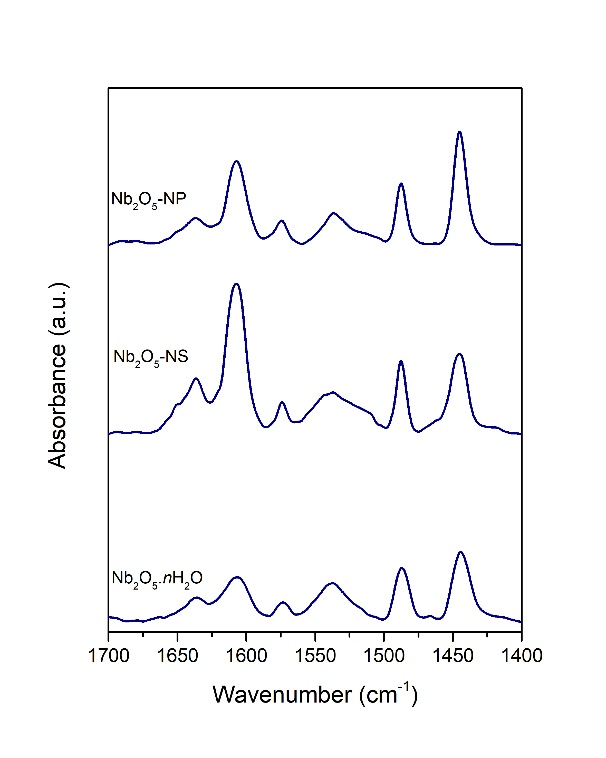 Nb₂O₅-NP
Nb₂O₅-NS
Nb₂O₅.nH₂O
Absorbance (a.u.)
1700 1650 1600 1550 1500 1450 1400
Wavenumber (cm⁻¹)